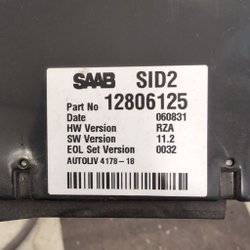 SAAB SID2
Part No 12806125
Date 060831
HW Version RZA
SW Version 11.2
EOL Set Version 0032
AUTOLIV 4178-18